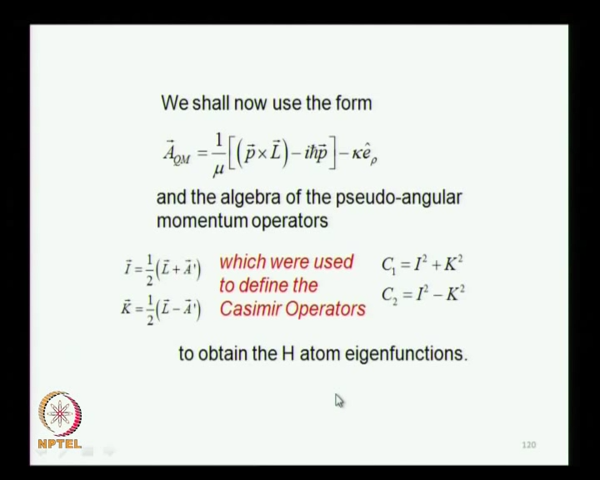 We shall now use the form
A⃗_QM = 1/μ [(p⃗ × L⃗) − iħp⃗] − κê_ρ
and the algebra of the pseudo-angular
momentum operators
I⃗ = 1/2 (L⃗ + A⃗') which were used C₁ = I² + K²
to define the
K⃗ = 1/2 (L⃗ − A⃗') Casimir Operators C₂ = I² − K²
to obtain the H atom eigenfunctions.
NPTEL
120